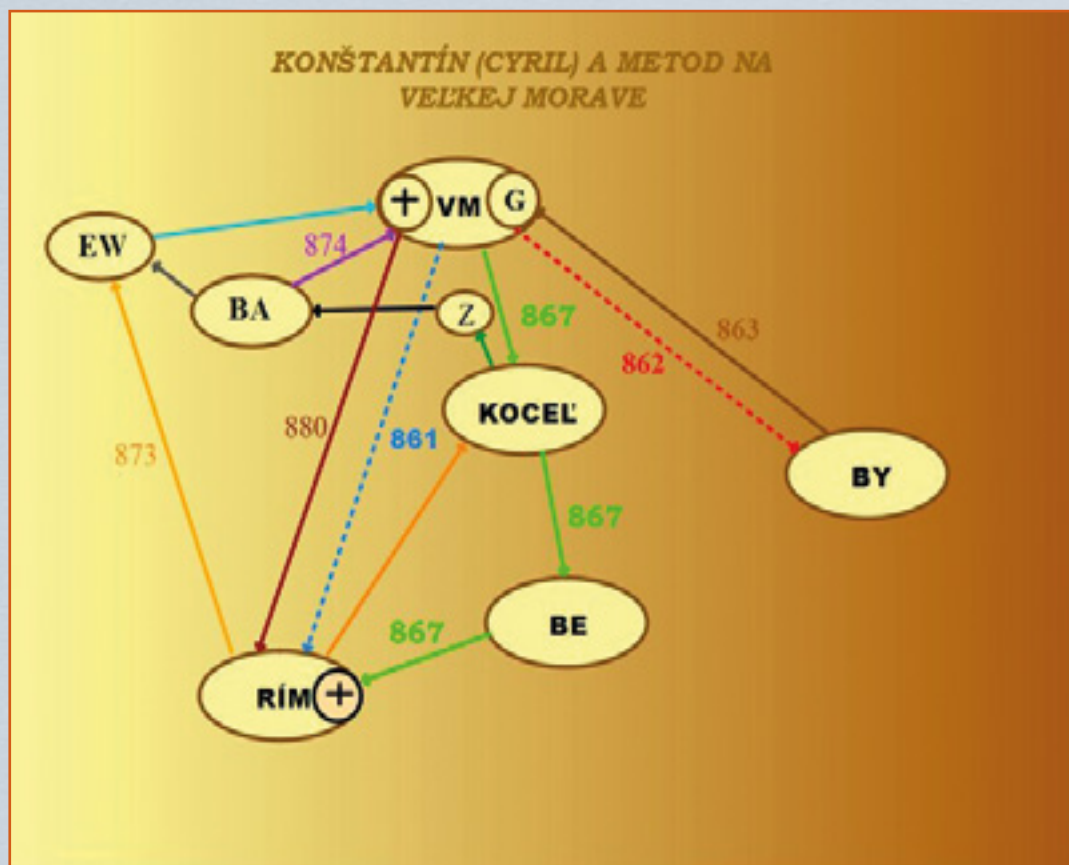 KONŠTANTÍN (CYRIL) A METOD NA
VEĽKEJ MORAVE
+ VM G
EW
874
BA
Z
867
863
862
KOCEĽ
880
861
873
BY
867
867
BE
RÍM +